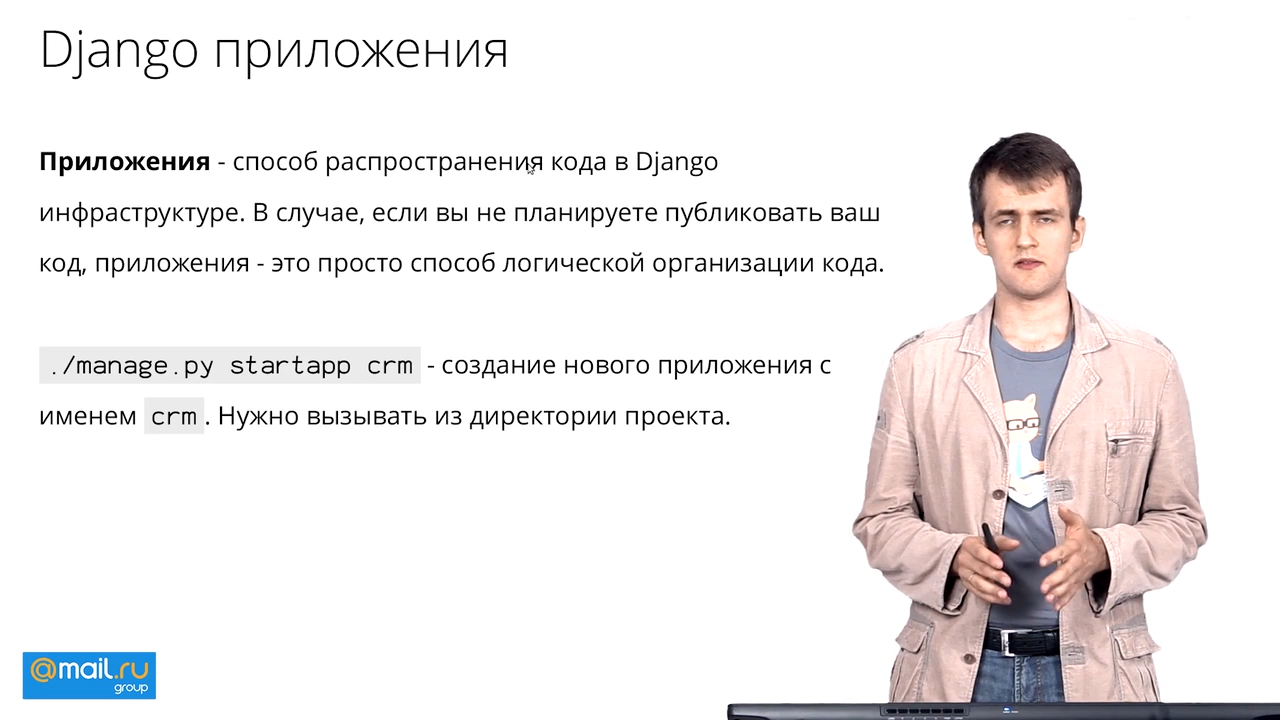 Django приложения
Приложения - способ распространения кода в Django
инфраструктуре. В случае, если вы не планируете публиковать ваш
код, приложения - это просто способ логической организации кода.
./manage.py startapp crm - создание нового приложения с
именем crm. Нужно вызывать из директории проекта.
@mail.ru
group